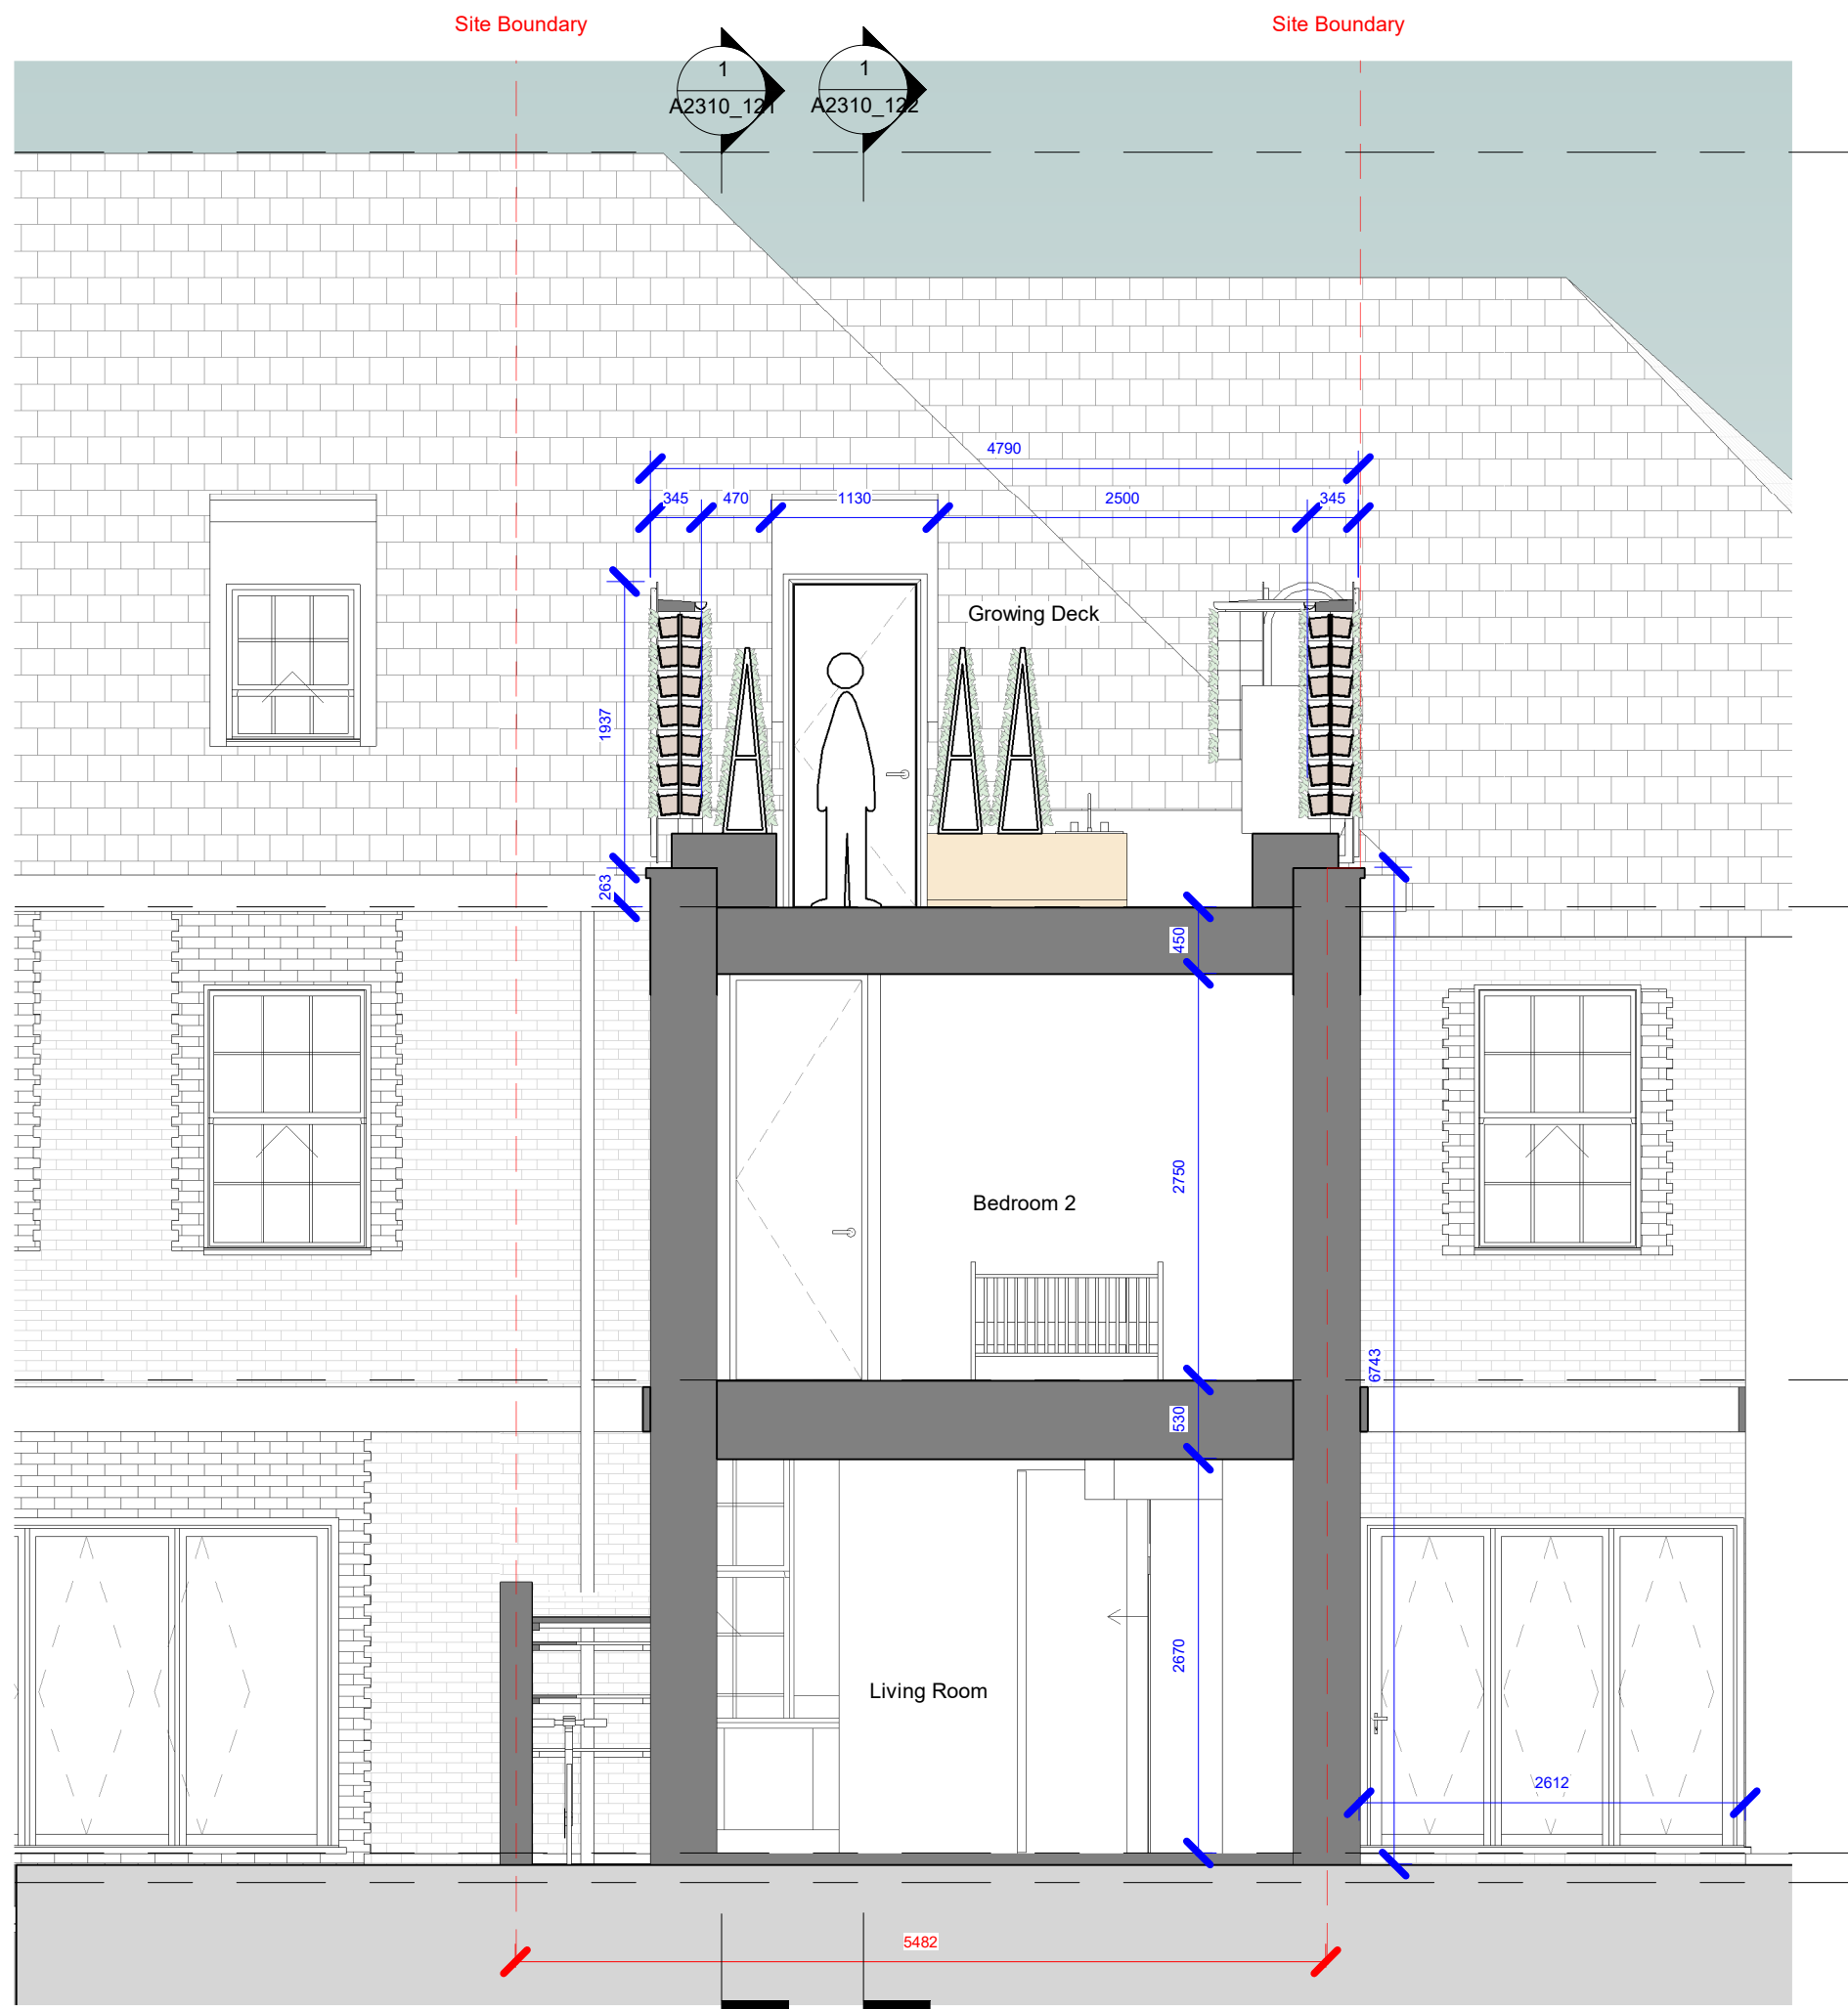 Site Boundary
Site Boundary
1
A2310_121
1
A2310_122
4790
345
470
1130
2500
345
Growing Deck
1937
263
450
2750
Bedroom 2
6743
530
2670
Living Room
2612
5482